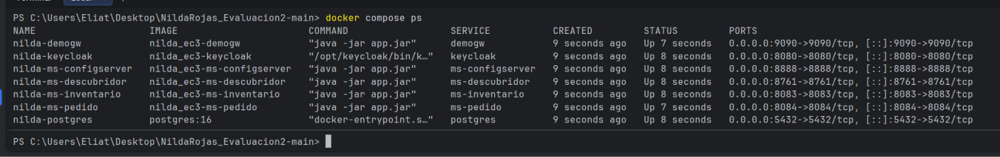 PS C:\Users\Eliat\Desktop\NildaRojas_Evaluacion2-main> docker compose ps
NAME IMAGE COMMAND SERVICE CREATED STATUS PORTS
nilda-demogw nilda_ec3-demogw "java -jar app.jar" demogw 9 seconds ago Up 7 seconds 0.0.0.0:9090->9090/tcp, [::]:9090->9090/tcp
nilda-keycloak nilda_ec3-keycloak "/opt/keycloak/bin/k…" keycloak 9 seconds ago Up 8 seconds 0.0.0.0:8080->8080/tcp, [::]:8080->8080/tcp
nilda-ms-configserver nilda_ec3-ms-configserver "java -jar app.jar" ms-configserver 9 seconds ago Up 8 seconds 0.0.0.0:8888->8888/tcp, [::]:8888->8888/tcp
nilda-ms-descubridor nilda_ec3-ms-descubridor "java -jar app.jar" ms-descubridor 9 seconds ago Up 8 seconds 0.0.0.0:8761->8761/tcp, [::]:8761->8761/tcp
nilda-ms-inventario nilda_ec3-ms-inventario "java -jar app.jar" ms-inventario 9 seconds ago Up 8 seconds 0.0.0.0:8083->8083/tcp, [::]:8083->8083/tcp
nilda-ms-pedido nilda_ec3-ms-pedido "java -jar app.jar" ms-pedido 9 seconds ago Up 7 seconds 0.0.0.0:8084->8084/tcp, [::]:8084->8084/tcp
nilda-postgres postgres:16 "docker-entrypoint.s…" postgres 9 seconds ago Up 8 seconds 0.0.0.0:5432->5432/tcp, [::]:5432->5432/tcp
PS C:\Users\Eliat\Desktop\NildaRojas_Evaluacion2-main>